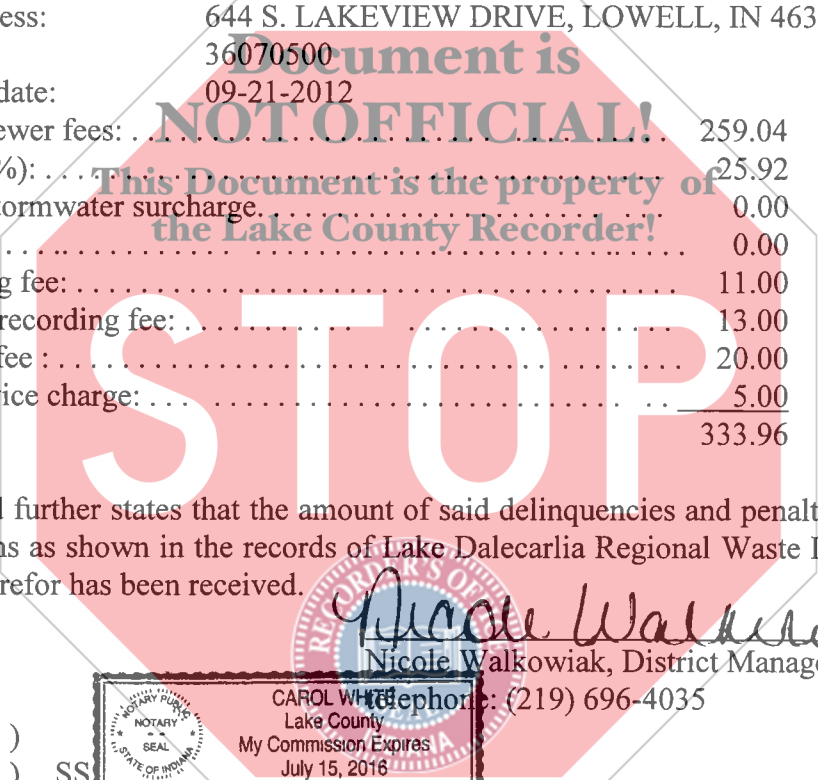 ess: 644 S. LAKEVIEW DRIVE, LOWELL, IN 463
36070500
Document is
date: 09-21-2012
NOT OFFICIAL!
ewer fees: . . . . . . . . . . . . . . . . . . . . . . . . . . . . . 259.04
%): . . . . . . . . . . . . . . . . . . . . . . . . . . . . . . . . . 25.92
This Document is the property of
tormwater surcharge. . . . . . . . . . . . . . . . . . . . . 0.00
the Lake County Recorder!
. . . . . . . . . . . . . . . . . . . . . . . . . . . . . . . . . . . . . 0.00
g fee: . . . . . . . . . . . . . . . . . . . . . . . . . . . . . . . . . 11.00
recording fee: . . . . . . . . . . . . . . . . . . . . . . . . . . 13.00
fee : . . . . . . . . . . . . . . . . . . . . . . . . . . . . . . . . . . 20.00
ice charge: . . . . . . . . . . . . . . . . . . . . . . . . . . . . 5.00
333.96
STOP
further states that the amount of said delinquencies and penalt
ns as shown in the records of Lake Dalecarlia Regional Waste
refor has been received.
RECORDER'S OF
Nicole Walkowiak, District Manag
telephone: (219) 696-4035
INDIANA
NOTARY PUBLIC
NOTARY
SEAL
STATE OF INDIANA
CAROL WHITE
Lake County
My Commission Expires
July 15, 2016
)
) SS